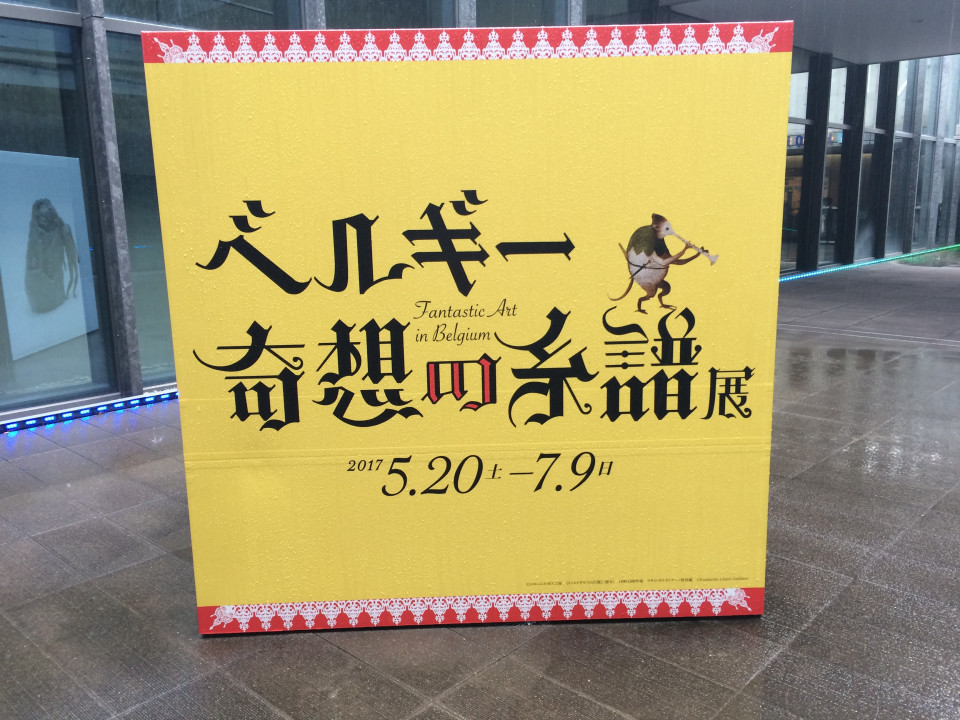 ベルギー
Fantastic Art
in Belgium
奇想の系譜展
2017 5.20土—7.9日